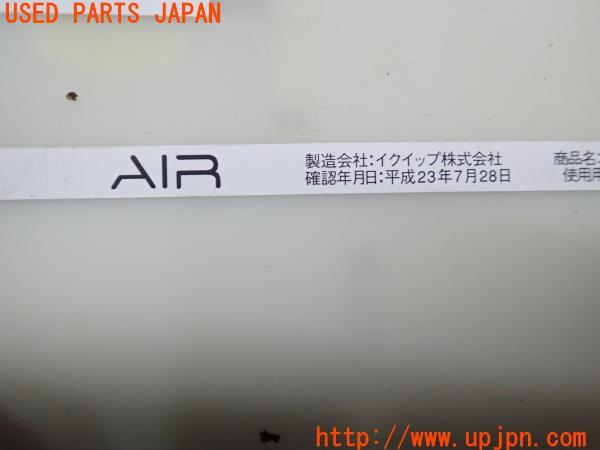 USED PARTS JAPAN
AIR
製造会社:イクイップ株式会社
確認年月日:平成23年7月28日
商品名:
使用用
http://www.upjpn.com